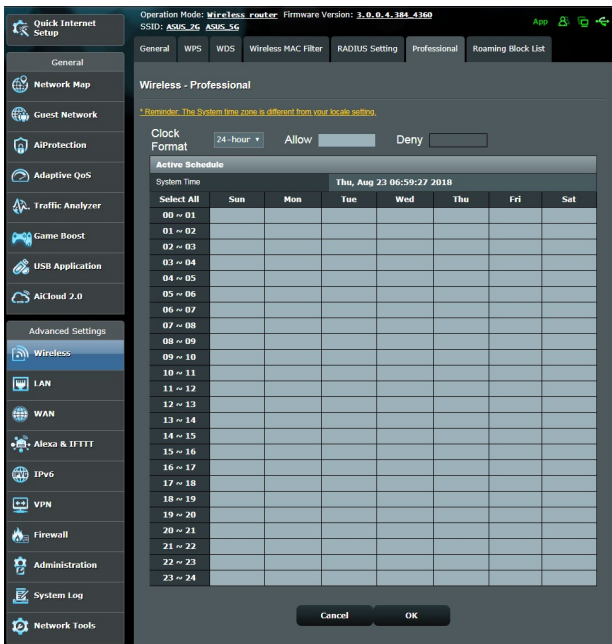 Quick Internet
Setup
Operation Mode: Wireless router Firmware Version: 3.0.0.4.384_4360
SSID: ASUS_2G ASUS_5G
App
General WPS WDS Wireless MAC Filter RADIUS Setting Professional Roaming Block List
General
Network Map
Guest Network
AiProtection
Adaptive QoS
Traffic Analyzer
Game Boost
USB Application
AiCloud 2.0
Advanced Settings
Wireless
LAN
WAN
Alexa & IFTTT
IPv6
VPN
Firewall
Administration
System Log
Network Tools
Wireless - Professional
* Reminder: The System time zone is different from your locale setting.
Clock
Format 24-hour Allow Deny
Active Schedule
System Time Thu, Aug 23 06:59:27 2018
Select All Sun Mon Tue Wed Thu Fri Sat
00 ~ 01
01 ~ 02
02 ~ 03
03 ~ 04
04 ~ 05
05 ~ 06
06 ~ 07
07 ~ 08
08 ~ 09
09 ~ 10
10 ~ 11
11 ~ 12
12 ~ 13
13 ~ 14
14 ~ 15
15 ~ 16
16 ~ 17
17 ~ 18
18 ~ 19
19 ~ 20
20 ~ 21
21 ~ 22
22 ~ 23
23 ~ 24
Cancel OK